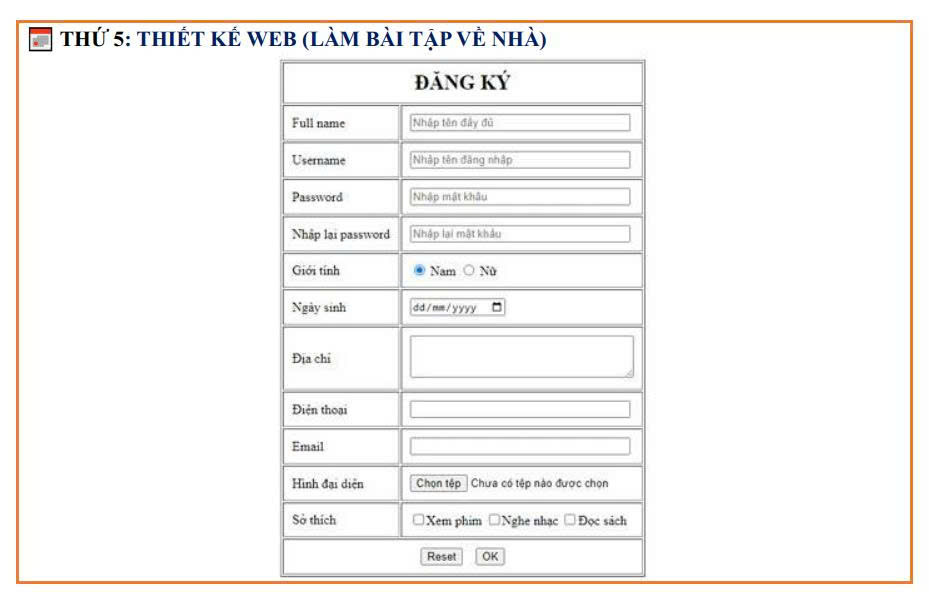 THỨ 5: THIẾT KẾ WEB (LÀM BÀI TẬP VỀ NHÀ)
ĐĂNG KÝ
Full name Nhập tên đầy đủ
Username Nhập tên đăng nhập
Password Nhập mật khẩu
Nhập lại password Nhập lại mật khẩu
Giới tính Nam Nữ
Ngày sinh dd/mm/yyyy
Địa chỉ
Điện thoại
Email
Hình đại diện Chọn tệp Chưa có tệp nào được chọn
Sở thích Xem phim Nghe nhạc Đọc sách
Reset OK